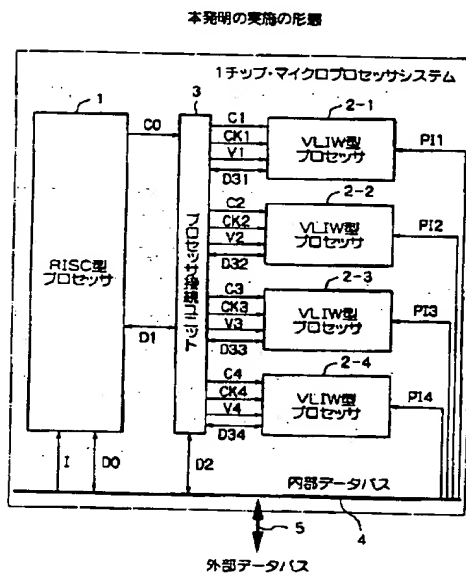 本発明の実施の形態
1チップ・マイクロプロセッサシステム
1
3
2-1
C0
C1
CK1
V1
D31
VLIW型
プロセッサ
PI1
2-2
C2
CK2
V2
D32
VLIW型
プロセッサ
PI2
RISC型
プロセッサ
プロセッサ接続ユニット
2-3
C3
CK3
V3
D33
VLIW型
プロセッサ
PI3
D1
2-4
C4
CK4
V4
D34
VLIW型
プロセッサ
PI4
I
D0
D2
内部データバス
5
4
外部データバス